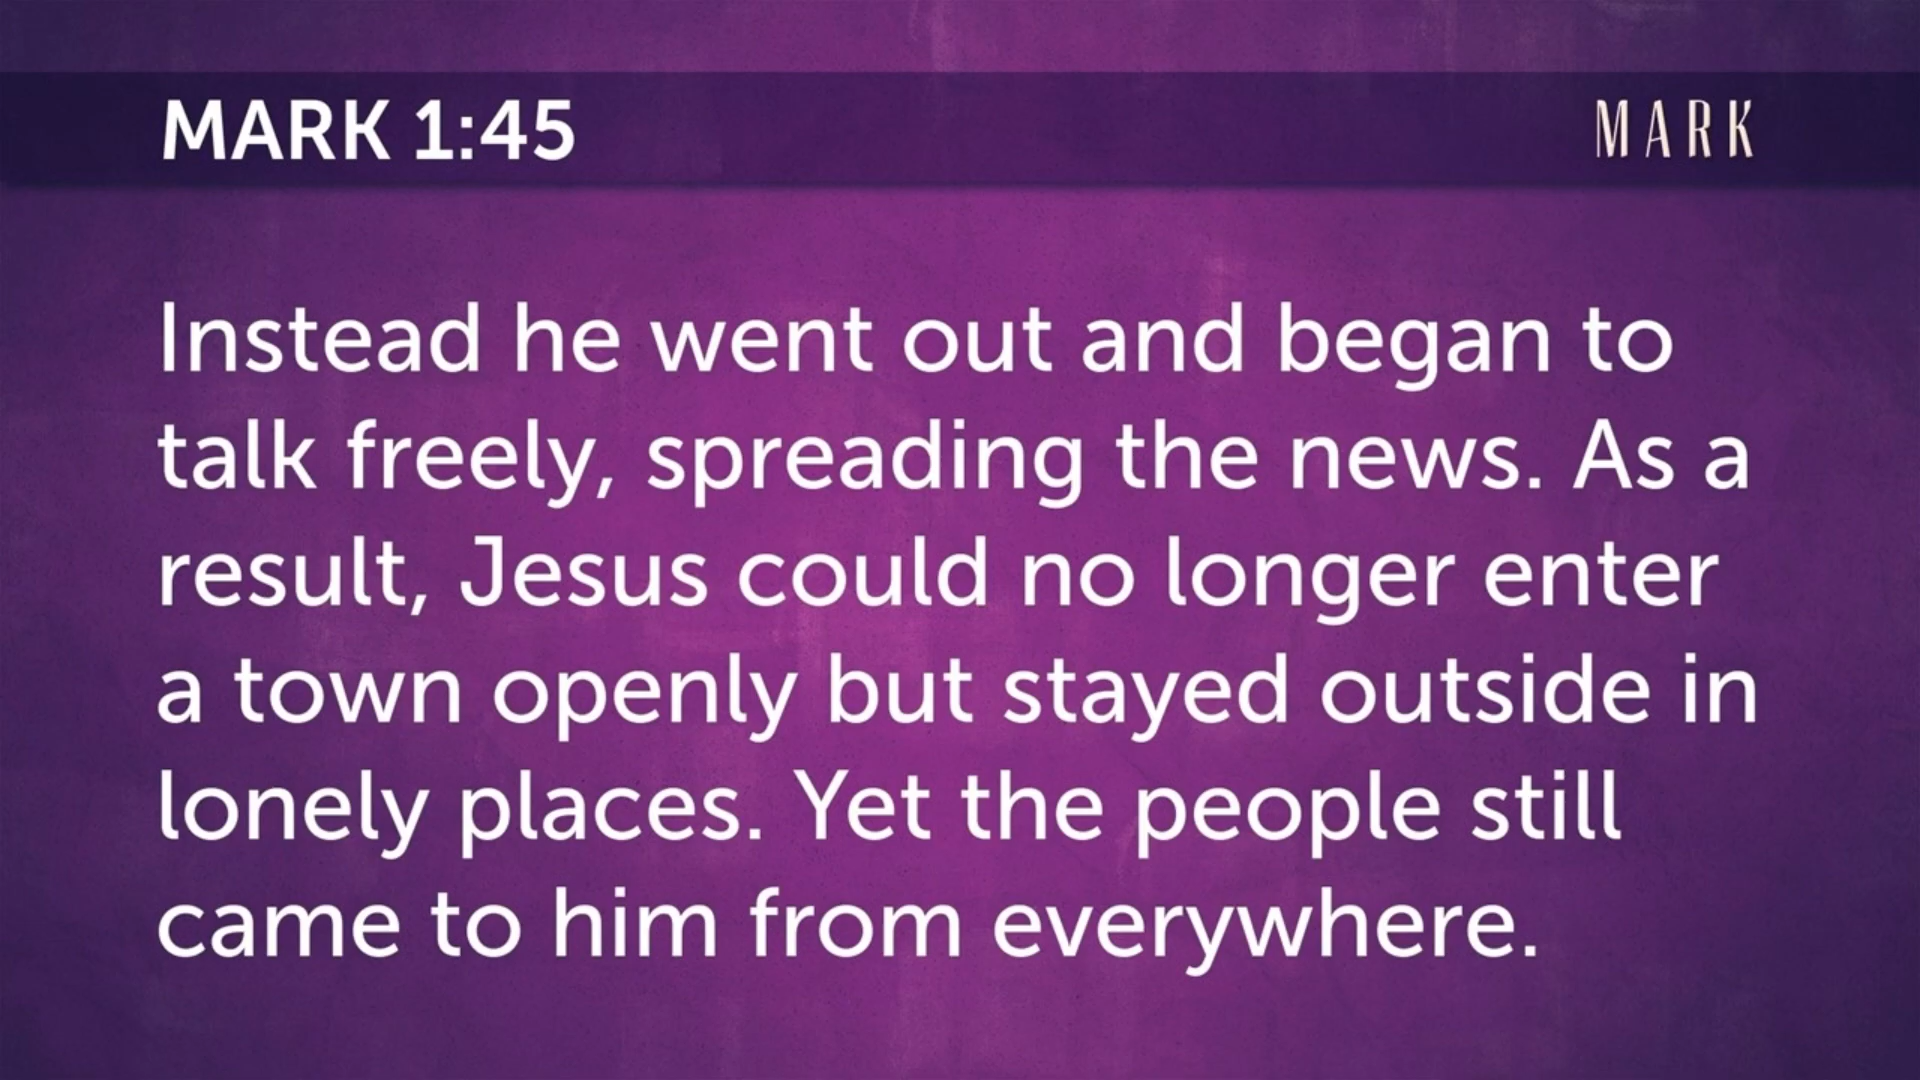 MARK 1:45
MARK
Instead he went out and began to
talk freely, spreading the news. As a
result, Jesus could no longer enter
a town openly but stayed outside in
lonely places. Yet the people still
came to him from everywhere.